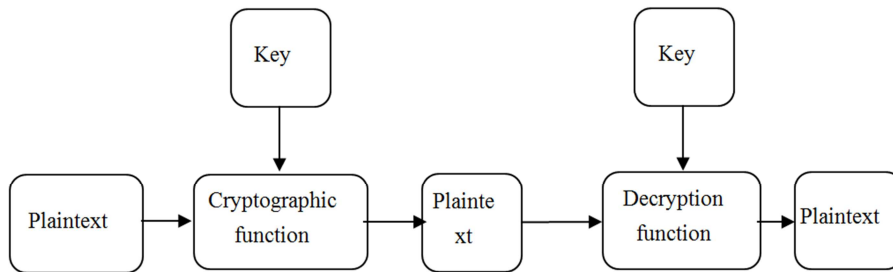 Key
Key
Plaintext
Cryptographic
function
Plainte
xt
Decryption
function
Plaintext